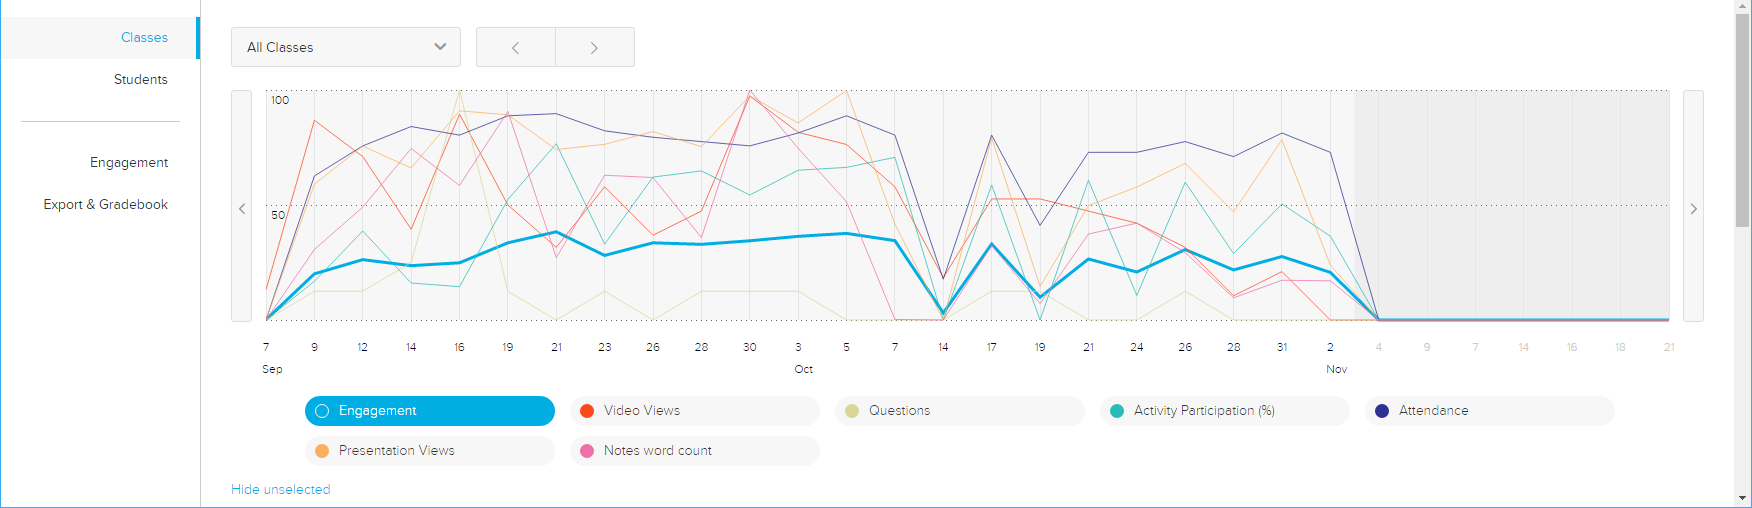 Classes
Students
Engagement
Export & Gradebook
All Classes
100
50
7 9 12 14 16 19 21 23 26 28 30 3 5 7 14 17 19 21 24 26 28 31 2 4 9 7 14 16 18 21
Sep Oct Nov
Engagement Video Views Questions Activity Participation (%) Attendance
Presentation Views Notes word count
Hide unselected